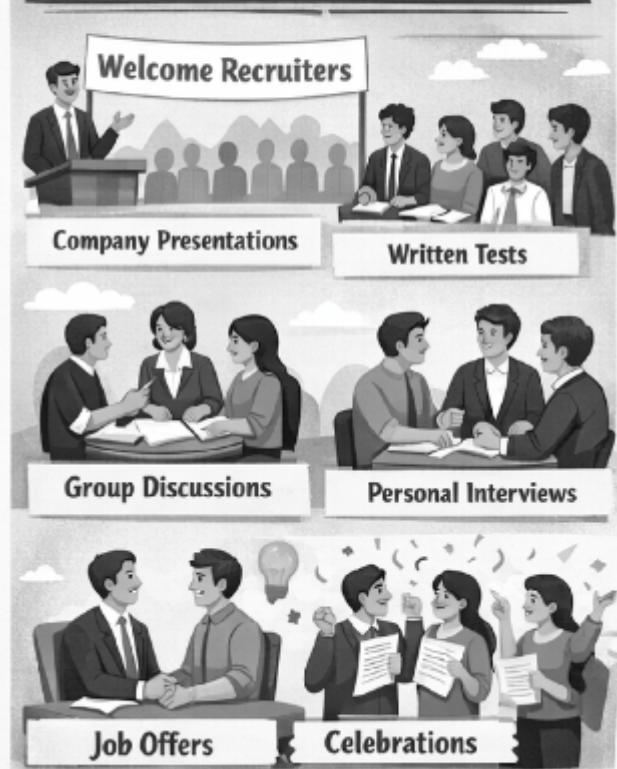 Welcome Recruiters
Company Presentations
Written Tests
Group Discussions
Personal Interviews
Job Offers
Celebrations